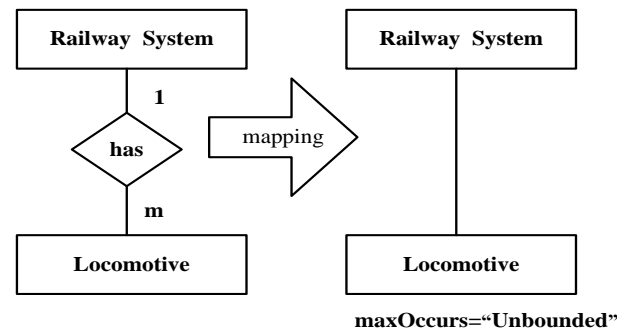 Railway System
1
has
m
Locomotive
mapping
Railway System
Locomotive
maxOccurs=“Unbounded”